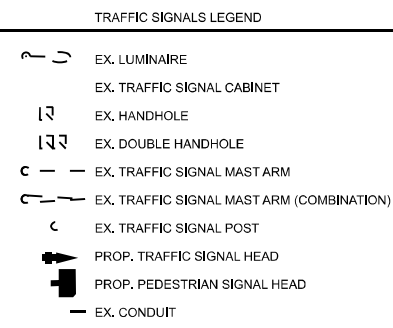 TRAFFIC SIGNALS LEGEND
EX. LUMINAIRE
EX. TRAFFIC SIGNAL CABINET
EX. HANDHOLE
EX. DOUBLE HANDHOLE
EX. TRAFFIC SIGNAL MAST ARM
EX. TRAFFIC SIGNAL MAST ARM (COMBINATION)
EX. TRAFFIC SIGNAL POST
PROP. TRAFFIC SIGNAL HEAD
PROP. PEDESTRIAN SIGNAL HEAD
EX. CONDUIT